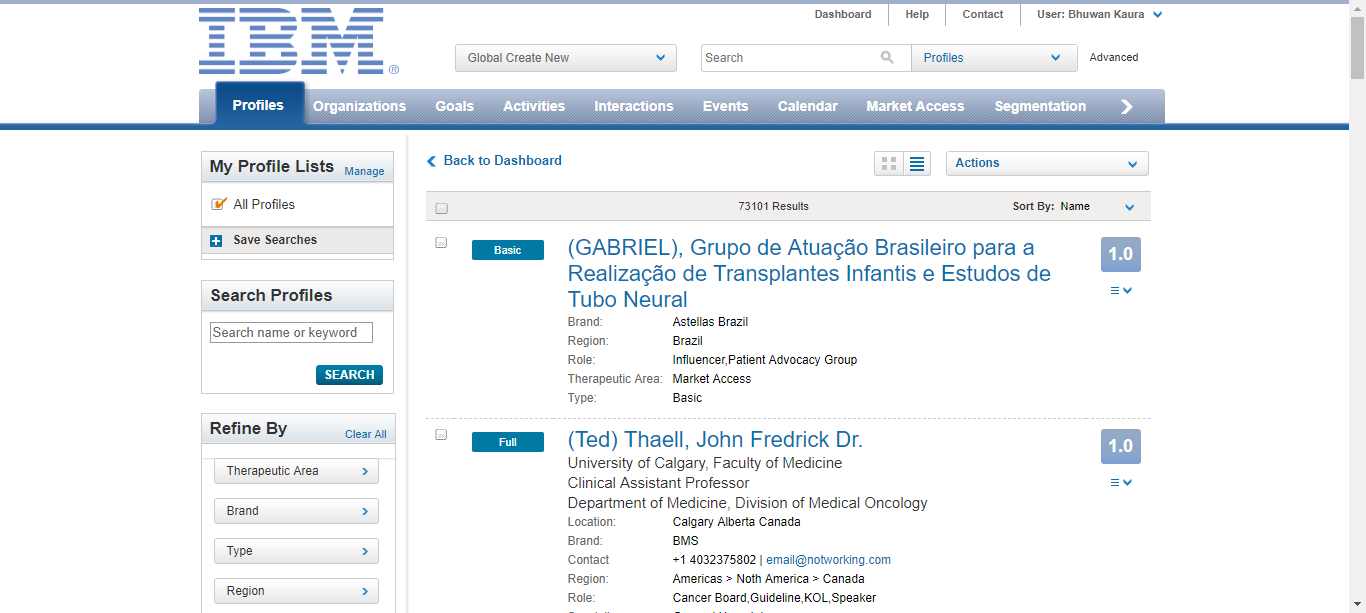 IBM®
Dashboard
Help
Contact
User: Bhuwan Kaura
Global Create New
Search
Profiles
Advanced
Profiles
Organizations
Goals
Activities
Interactions
Events
Calendar
Market Access
Segmentation
My Profile Lists
Manage
All Profiles
Save Searches
Search Profiles
Search name or keyword
SEARCH
Refine By
Clear All
Therapeutic Area
Brand
Type
Region
Back to Dashboard
Actions
73101 Results
Sort By: Name
Basic
(GABRIEL), Grupo de Atuação Brasileiro para a
Realização de Transplantes Infantis e Estudos de
Tubo Neural
1.0
Brand: Astellas Brazil
Region: Brazil
Role: Influencer,Patient Advocacy Group
Therapeutic Area: Market Access
Type: Basic
Full
(Ted) Thaell, John Fredrick Dr.
1.0
University of Calgary, Faculty of Medicine
Clinical Assistant Professor
Department of Medicine, Division of Medical Oncology
Location: Calgary Alberta Canada
Brand: BMS
Contact +1 4032375802 | email@notworking.com
Region: Americas > Noth America > Canada
Role: Cancer Board,Guideline,KOL,Speaker